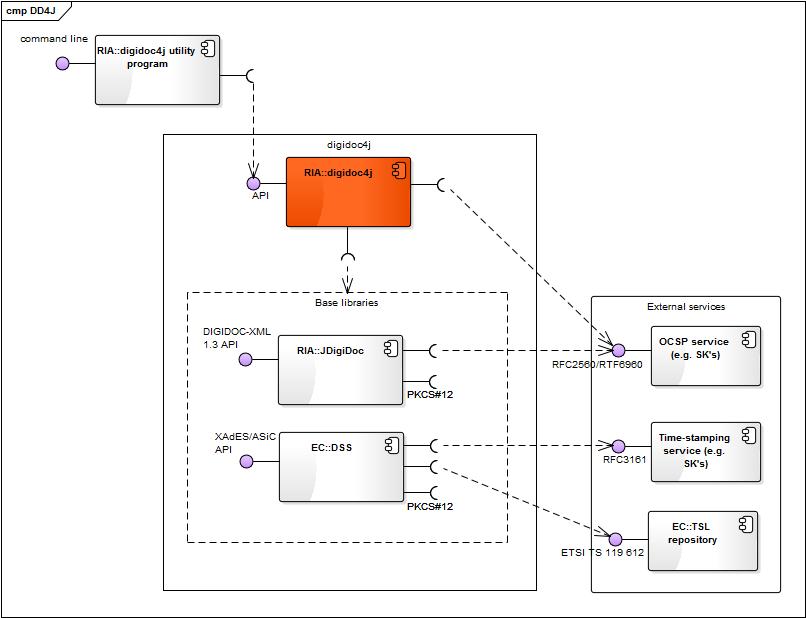 cmp DD4J
command line
RIA::digidoc4j utility
program
digidoc4j
RIA::digidoc4j
API
Base libraries
DIGIDOC-XML
1.3 API
RIA::JDigiDoc
PKCS#12
XAdES/ASiC
API
EC::DSS
PKCS#12
External services
OCSP service
(e.g. SK's)
RFC2560/RTF6960
Time-stamping
service (e.g.
SK's)
RFC3161
EC::TSL
repository
ETSI TS 119 612